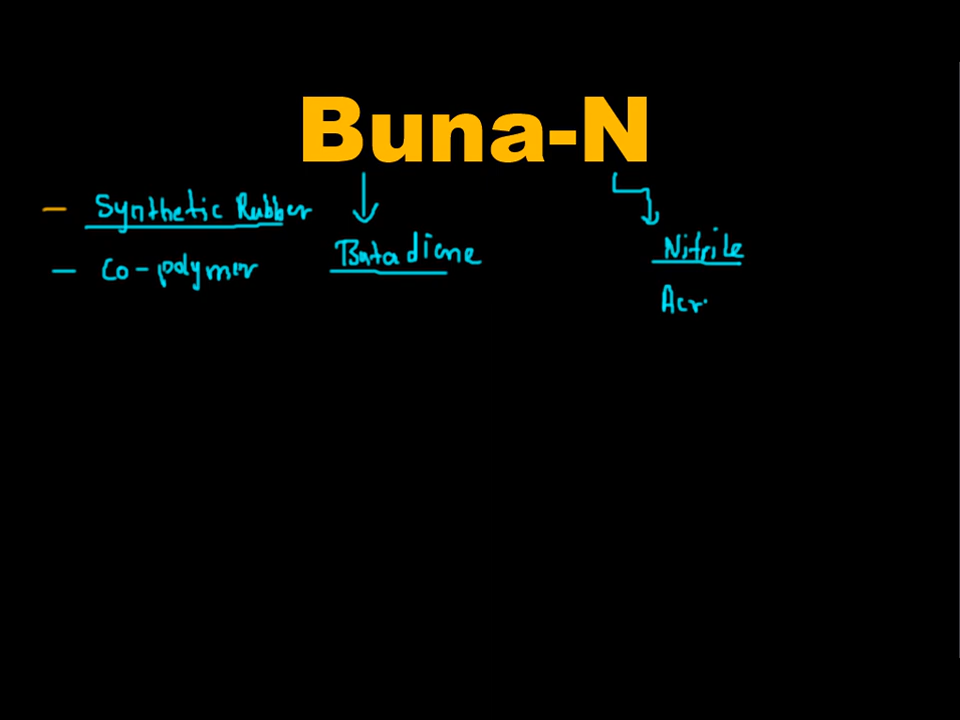 Buna-N
– Synthetic Rubber
– Co-polymer
Butadiene
Nitrile
Acr